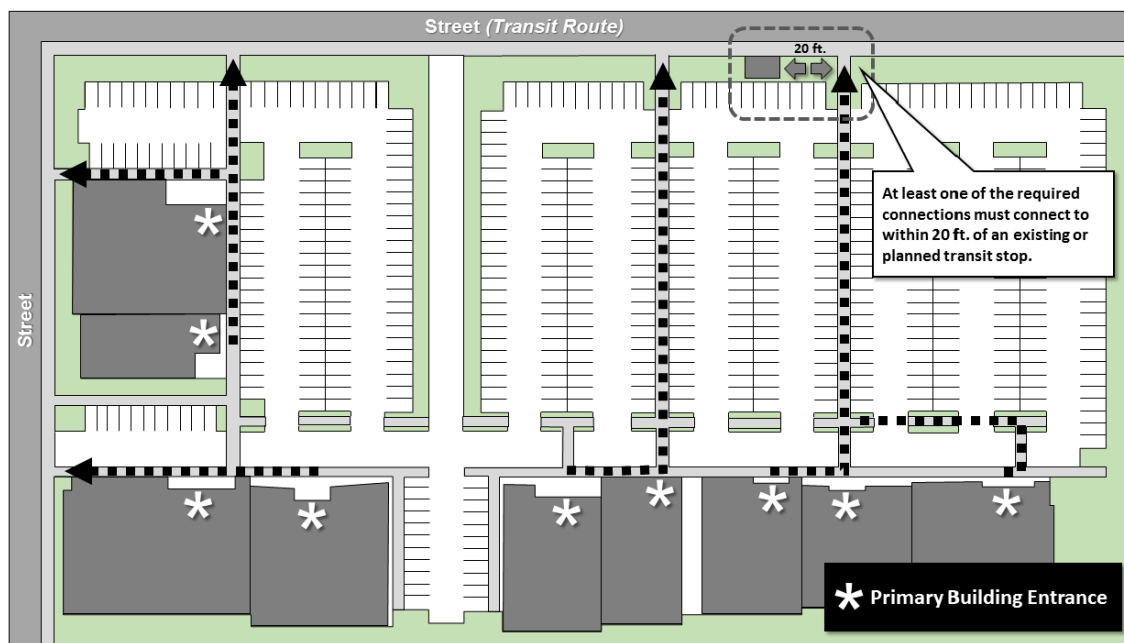 Street (Transit Route)
20 ft.
At least one of the required
connections must connect to
within 20 ft. of an existing or
planned transit stop.
Street
Primary Building Entrance